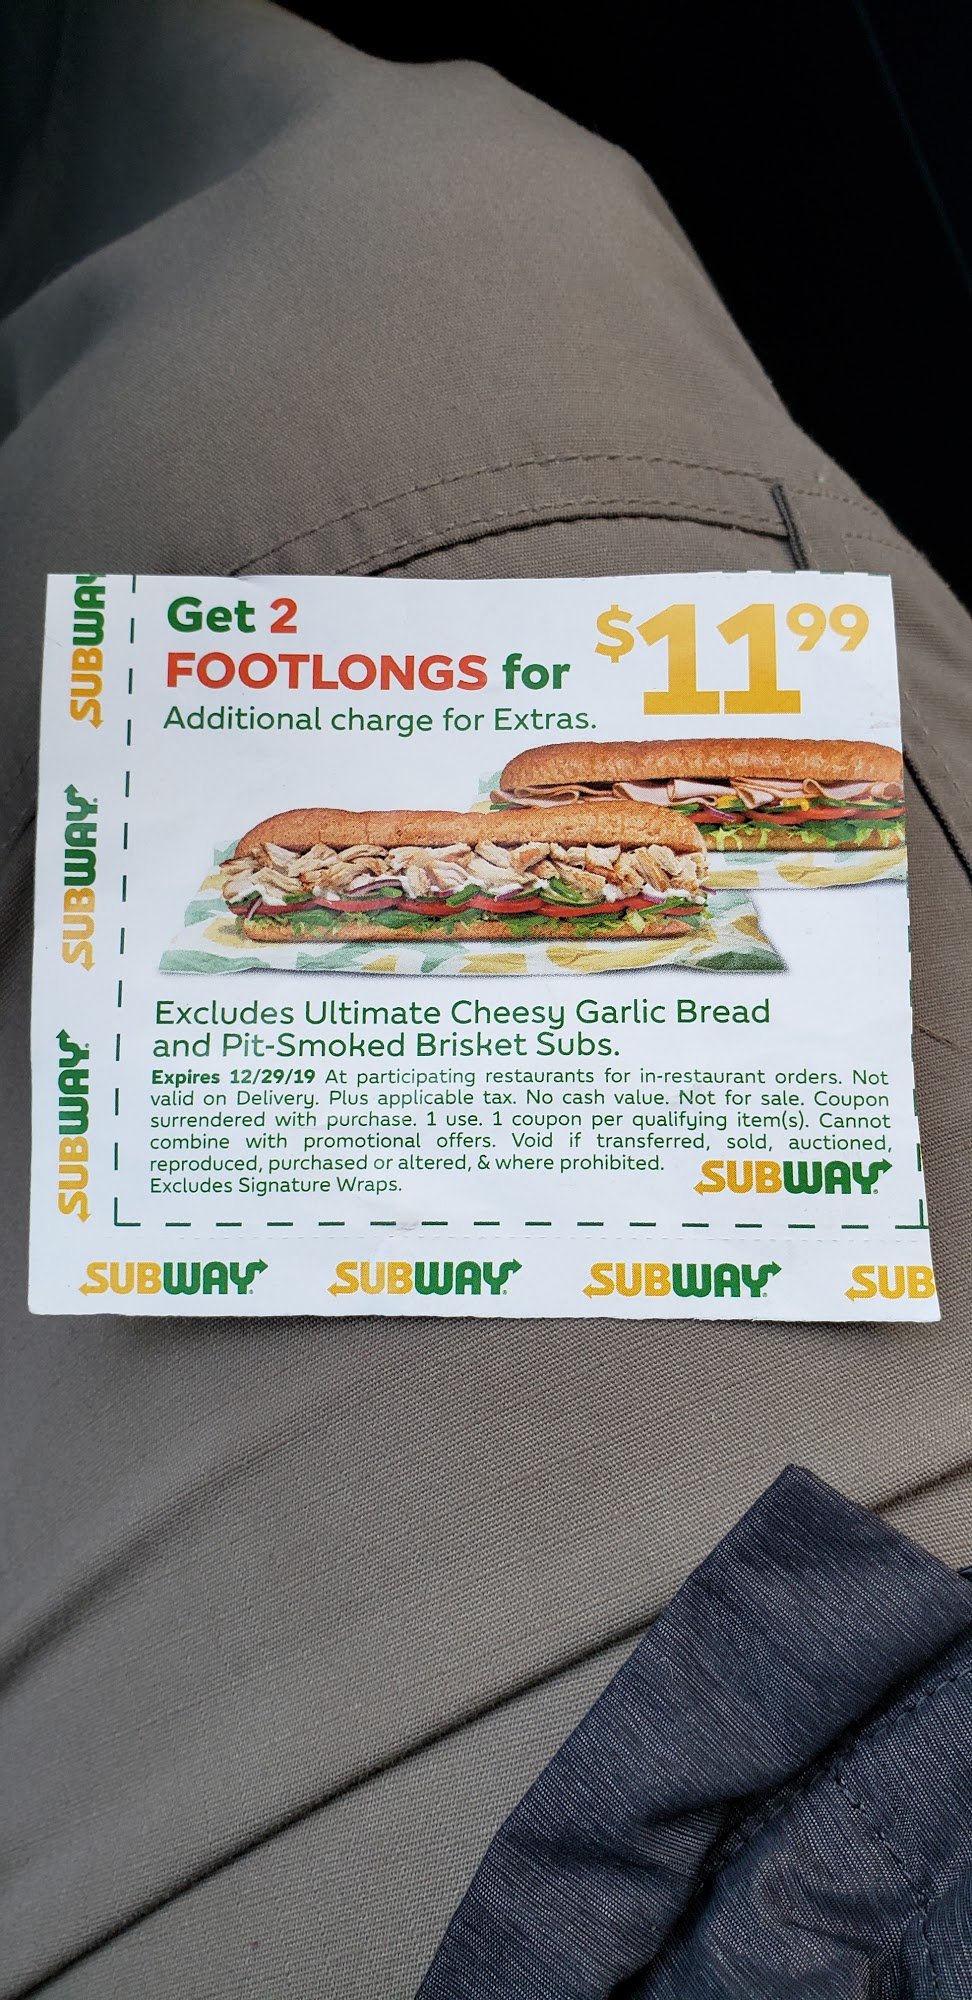 Get 2
FOOTLONGS for
$11.99
Additional charge for Extras.
Excludes Ultimate Cheesy Garlic Bread
and Pit-Smoked Brisket Subs.
Expires 12/29/19 At participating restaurants for in-restaurant orders. Not
valid on Delivery. Plus applicable tax. No cash value. Not for sale. Coupon
surrendered with purchase. 1 use. 1 coupon per qualifying item(s). Cannot
combine with promotional offers. Void if transferred, sold, auctioned,
reproduced, purchased or altered, & where prohibited.
Excludes Signature Wraps.
SUBWAY
SUBWAY
SUBWAY
SUBWAY
SUBWAY
SUBWAY
SUBWAY
SUB